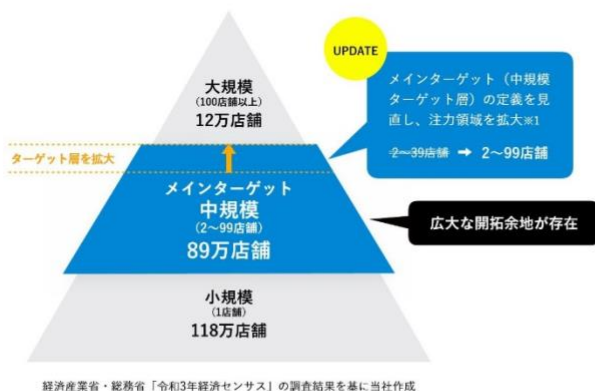 UPDATE
大規模
(100店舗以上)
12万店舗
メインターゲット（中規模
ターゲット層）の定義を見
直し、注力領域を拡大※1
2〜39店舗 ➡ 2〜99店舗
ターゲット層を拡大
メインターゲット
中規模
(2〜99店舗)
89万店舗
広大な開拓余地が存在
小規模
(1店舗)
118万店舗
経済産業省・総務省「令和3年経済センサス」の調査結果を基に当社作成